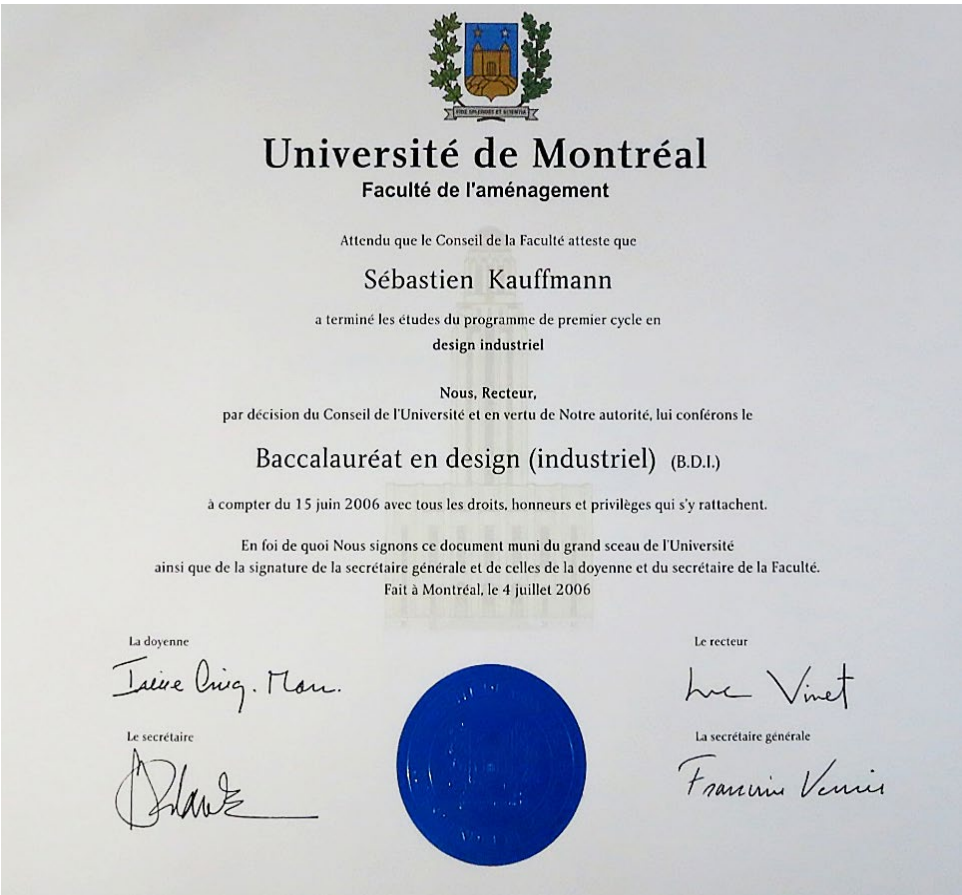 FIDE SPLENDET ET SCIENTIA
Université de Montréal
Faculté de l'aménagement
Attendu que le Conseil de la Faculté atteste que
Sébastien Kauffmann
a terminé les études du programme de premier cycle en
design industriel
Nous, Recteur,
par décision du Conseil de l'Université et en vertu de Notre autorité, lui conférons le
Baccalauréat en design (industriel) (B.D.I.)
à compter du 15 juin 2006 avec tous les droits, honneurs et privilèges qui s'y rattachent.
En foi de quoi Nous signons ce document muni du grand sceau de l'Université
ainsi que de la signature de la secrétaire générale et de celles de la doyenne et du secrétaire de la Faculté.
Fait à Montréal, le 4 juillet 2006
La doyenne
Le recteur
Luc Vinet
Le secrétaire
La secrétaire générale